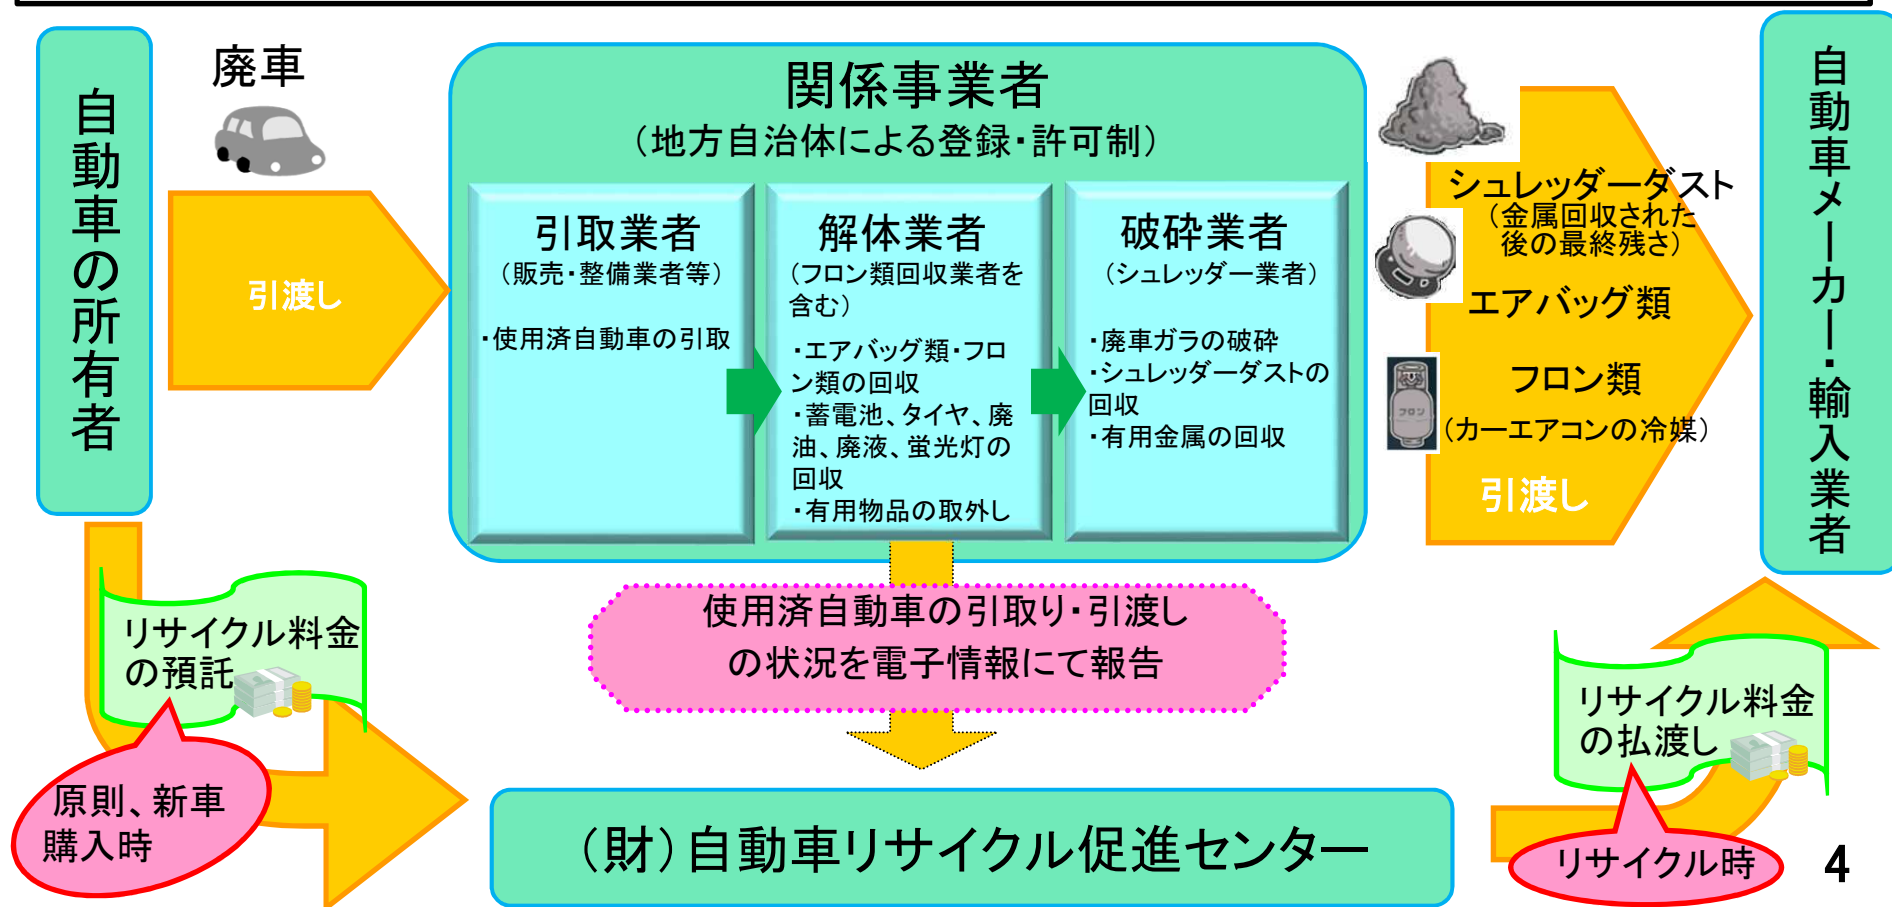 自動車の所有者
廃車
引渡し
関係事業者
（地方自治体による登録・許可制）
引取業者
（販売・整備業者等）
・使用済自動車の引取
解体業者
（フロン類回収業者を
含む）
・エアバッグ類・フロ
ン類の回収
・蓄電池、タイヤ、廃
油、廃液、蛍光灯の
回収
・有用物品の取外し
破砕業者
（シュレッダー業者）
・廃車ガラの破砕
・シュレッダーダストの
回収
・有用金属の回収
シュレッダーダスト
（金属回収された
後の最終残さ）
エアバッグ類
フロン
フロン類
（カーエアコンの冷媒）
引渡し
自動車メーカー・輸入業者
リサイクル料金
の預託
原則、新車
購入時
使用済自動車の引取り・引渡し
の状況を電子情報にて報告
（財）自動車リサイクル促進センター
リサイクル料金
の払渡し
リサイクル時
4